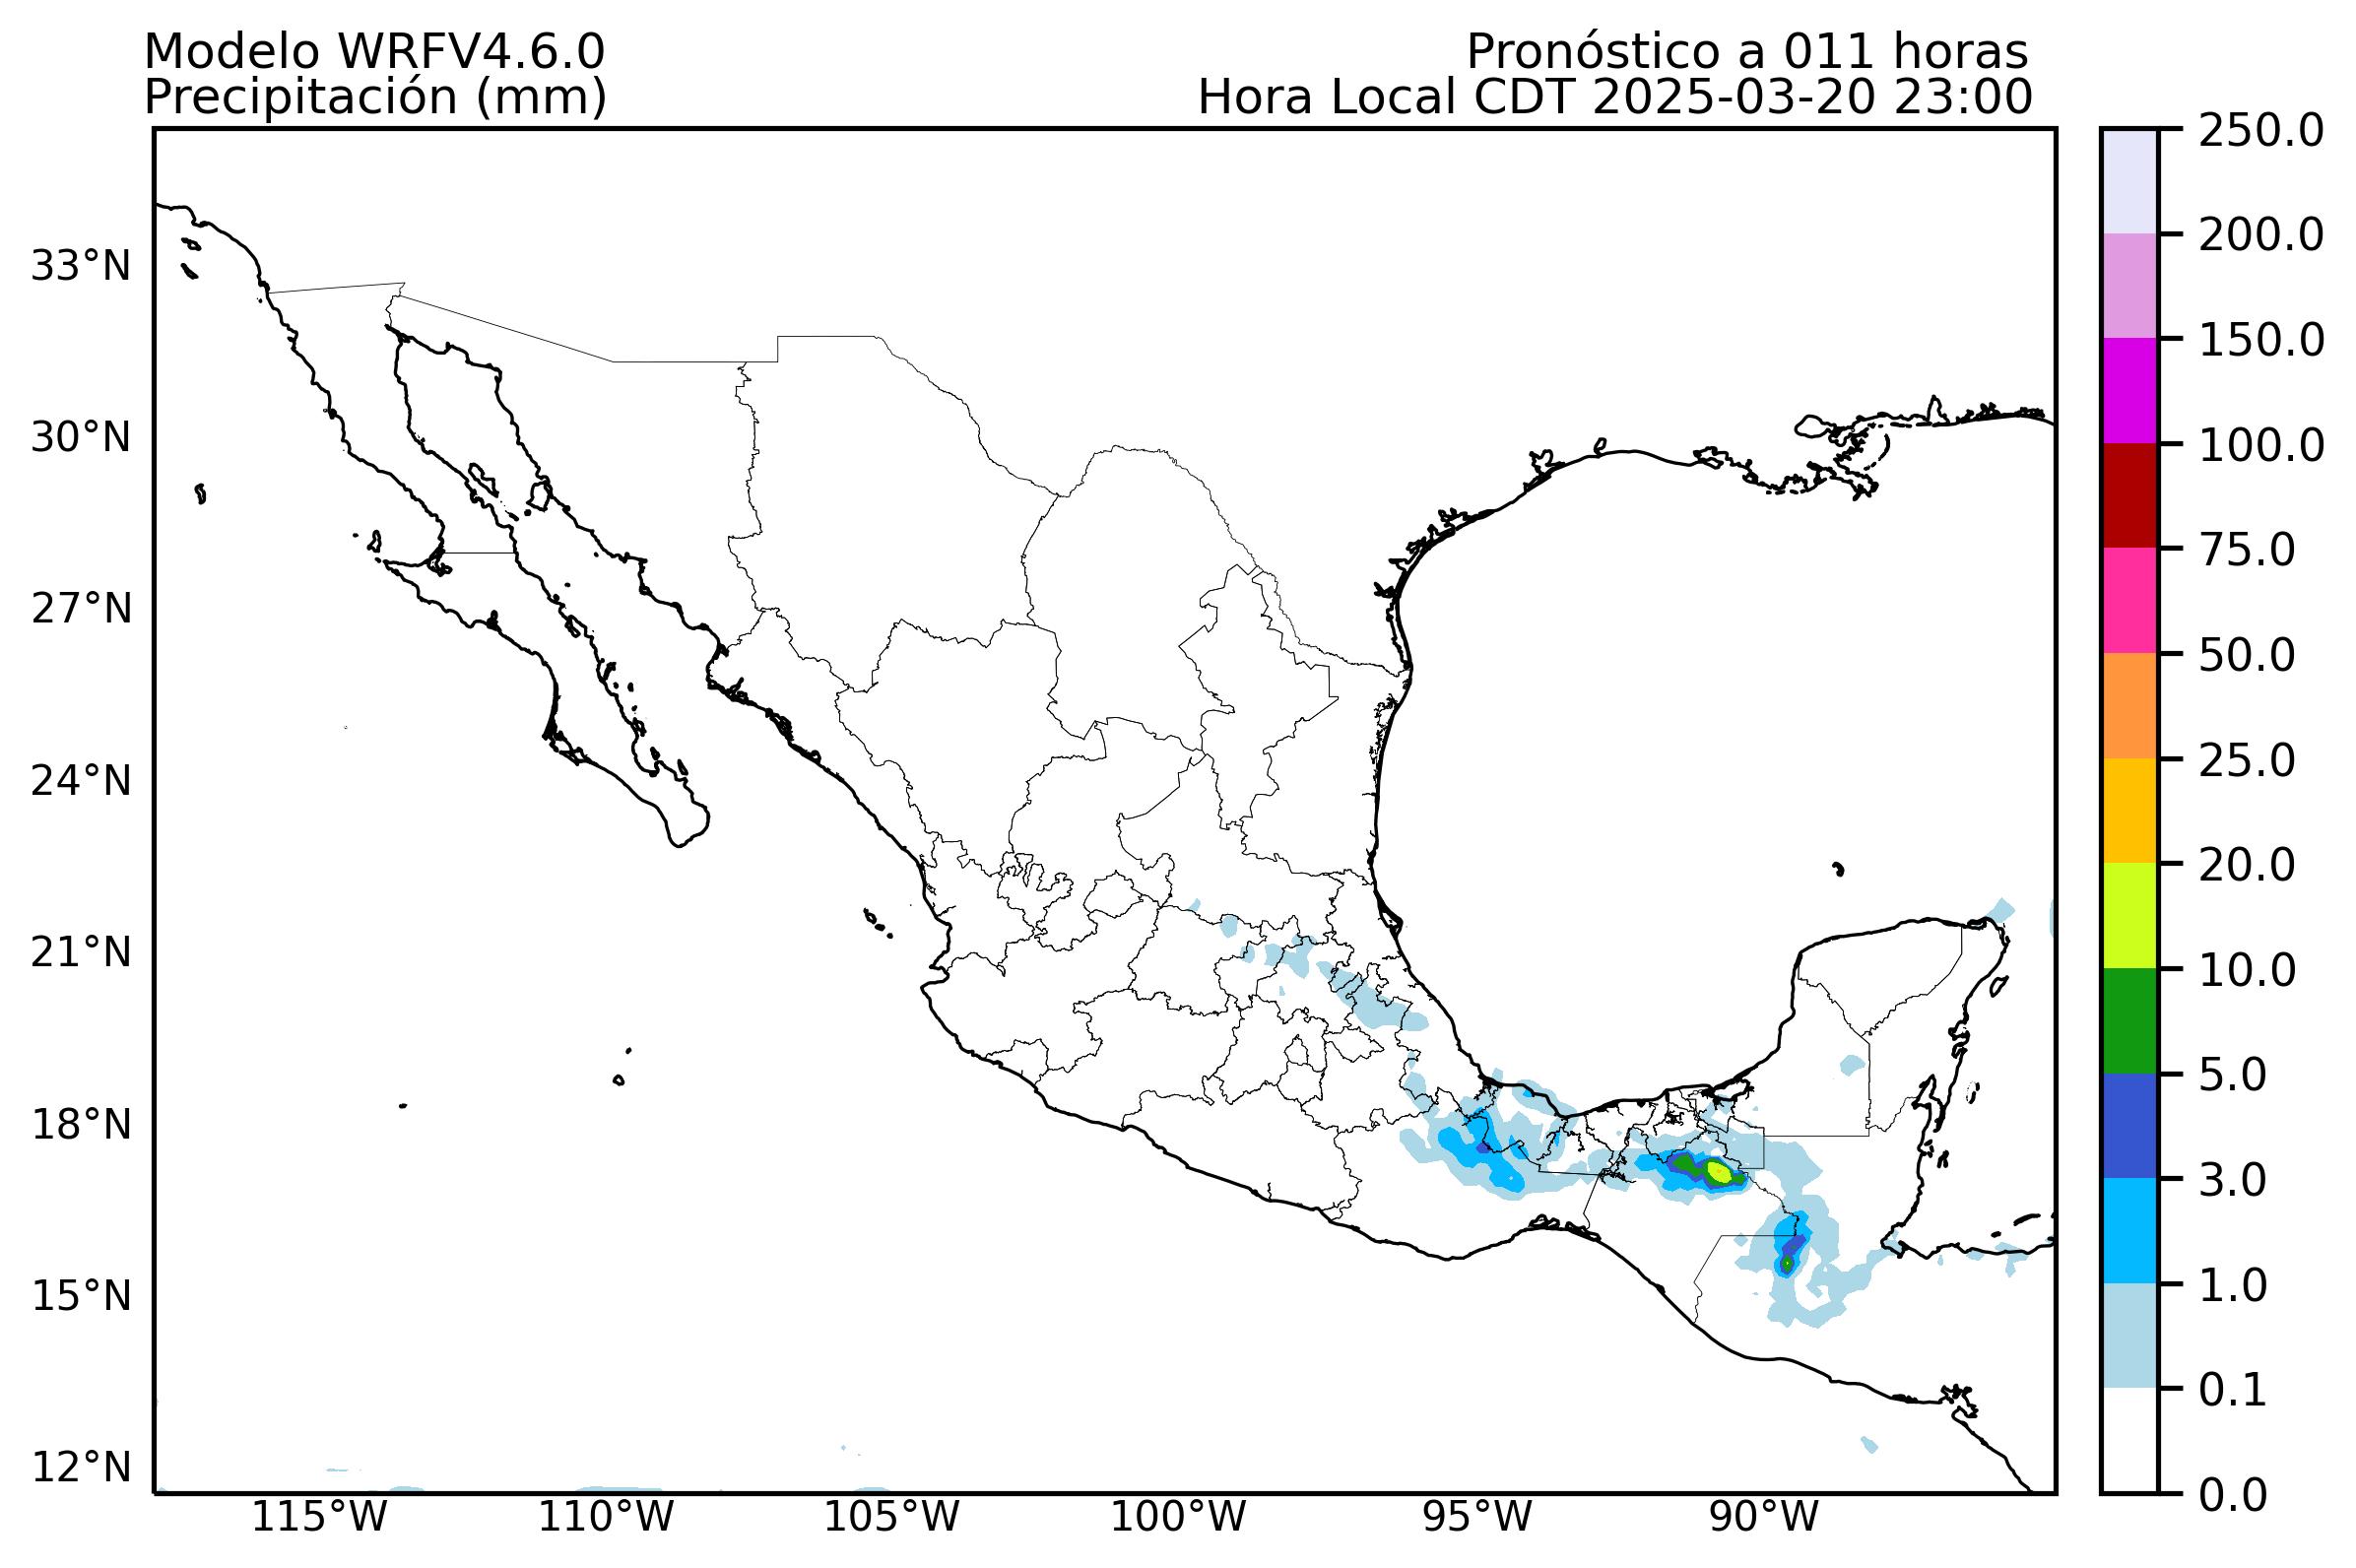 Modelo WRFV4.6.0
Pronóstico a 011 horas
Precipitación (mm)
Hora Local CDT 2025-03-20 23:00
250.0
200.0
150.0
100.0
75.0
50.0
25.0
20.0
10.0
5.0
3.0
1.0
0.1
0.0
33°N
30°N
27°N
24°N
21°N
18°N
15°N
12°N
115°W
110°W
105°W
100°W
95°W
90°W